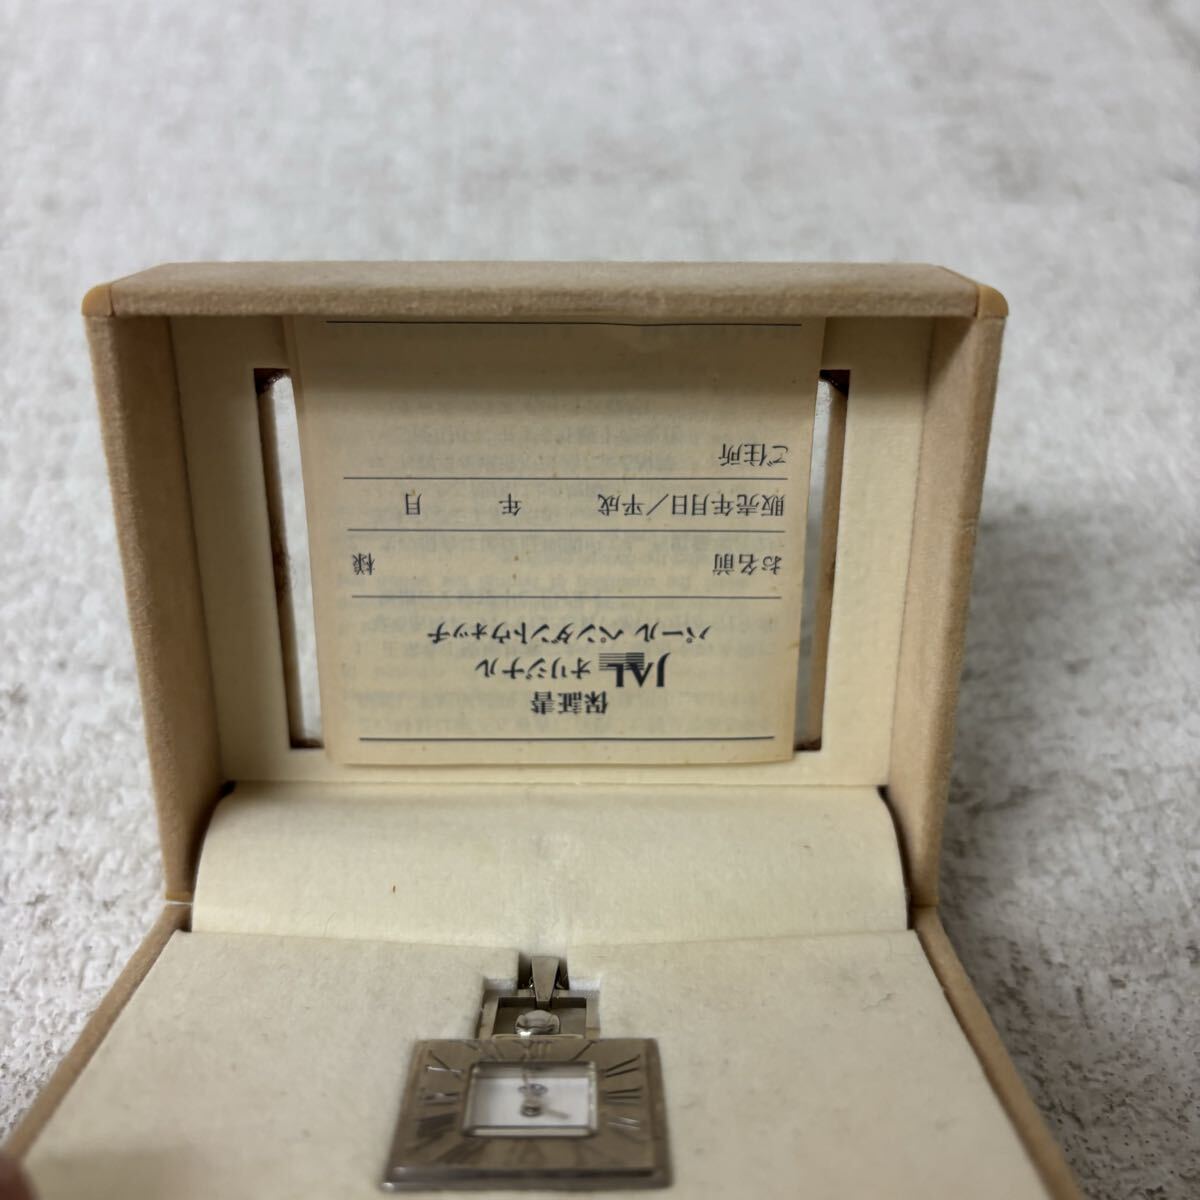 保証書
JAL オリジナル
パール ペンダントウォッチ
お名前 様
販売年月日／平成 年 月
ご住所